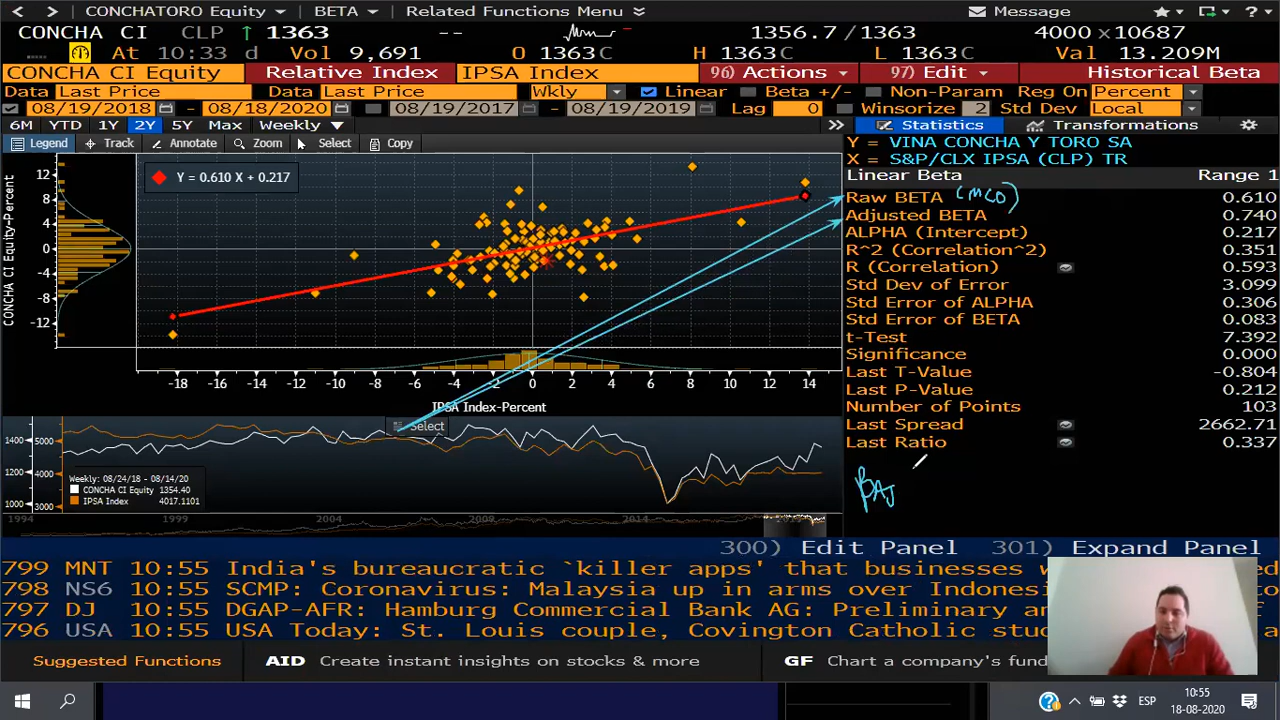 CONCHATORO Equity BETA Related Functions Menu Message
CONCHA CI CLP 1363 -- 1356.7/1363 4000×10687
At 10:33 d Vol 9,691 O 1363C H 1363C L 1363C Val 13.209M
CONCHA CI Equity Relative Index IPSA Index 96) Actions 97) Edit Historical Beta
Data Last Price Data Last Price Wkly Linear Beta +/- Non-Param Reg On Percent
08/19/2018 - 08/18/2020 08/19/2017 - 08/19/2019 Lag 0 Winsorize 2 Std Dev Local
6M YTD 1Y 2Y 5Y Max Weekly Statistics Transformations
Legend Track Annotate Zoom Select Copy
Y = 0.610 X + 0.217
CONCHA CI Equity-Percent
12
8
4
0
-4
-8
-12
-18 -14 -10 -6 -4 -2 0 2 4 6 8 10 14
IPSA Index-Percent
Y = VINA CONCHA Y TORO SA
X = S&P/CLX IPSA (CLP) TR
Linear Beta Range 1
Raw BETA (MCO) 0.610
Adjusted BETA 0.740
ALPHA (Intercept) 0.217
R^2 (Correlation^2) 0.351
R (Correlation) 0.593
Std Dev of Error 3.099
Std Error of ALPHA 0.306
Std Error of BETA 0.083
t-Test 7.392
Significance 0.000
Last T-Value -0.804
Last P-Value 0.212
Number of Points 103
Last Spread 2662.71
Last Ratio 0.337
βAJ
Select
1400 5000
1200 4000
1000 3000
Weekly: 08/24/18 - 08/14/20
CONCHA CI Equity 1354.40
IPSA Index 4017.1101
1994 1999 2004 2009 2014
300) Edit Panel 301) Expand Panel
799 MNT 10:55 India's bureaucratic `killer apps' that businesses w
798 NS6 10:55 SCMP: Coronavirus: Malaysia up in arms over Indonesi
797 DJ 10:55 DGAP-AFR: Hamburg Commercial Bank AG: Preliminary an
796 USA 10:55 USA Today: St. Louis couple, Covington Catholic stu
Suggested Functions AID Create instant insights on stocks & more GF Chart a company's fund
ESP 10:55
18-08-2020